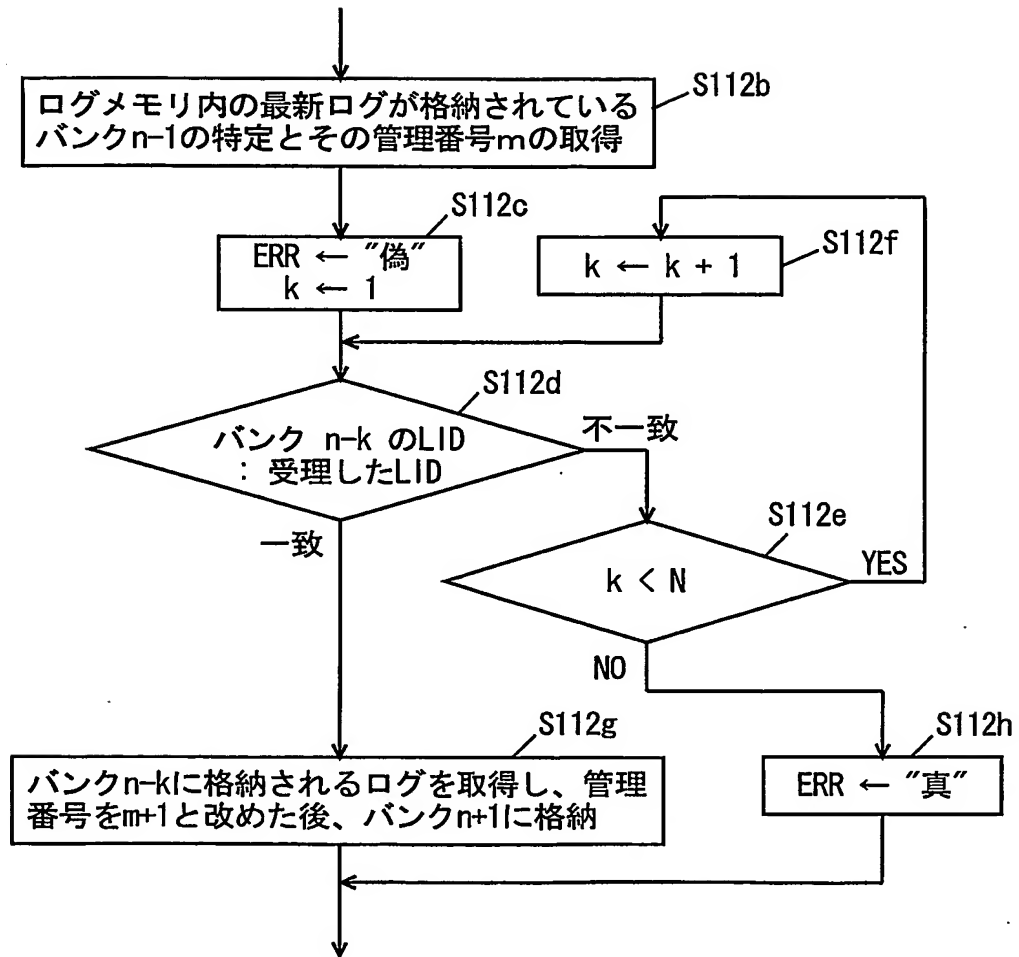 S112b
ログメモリ内の最新ログが格納されている
バンクn-1の特定とその管理番号mの取得
S112c
ERR ← "偽"
k ← 1
S112f
k ← k + 1
S112d
バンク n-k のLID
: 受理したLID
不一致
一致
S112e
k < N
YES
NO
S112g
バンクn-kに格納されるログを取得し、管理
番号をm+1と改めた後、バンクn+1に格納
S112h
ERR ← "真"